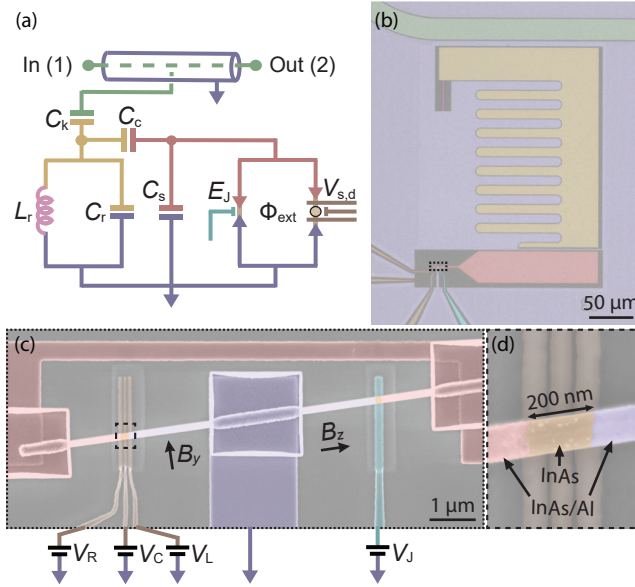 (a)
In (1)
Out (2)
C_k
C_c
L_r
C_r
C_s
E_J
Φ_ext
V_s,d
(b)
50 μm
(c)
B_y
B_z
1 μm
V_R
V_C
V_L
V_J
(d)
200 nm
InAs
InAs/Al